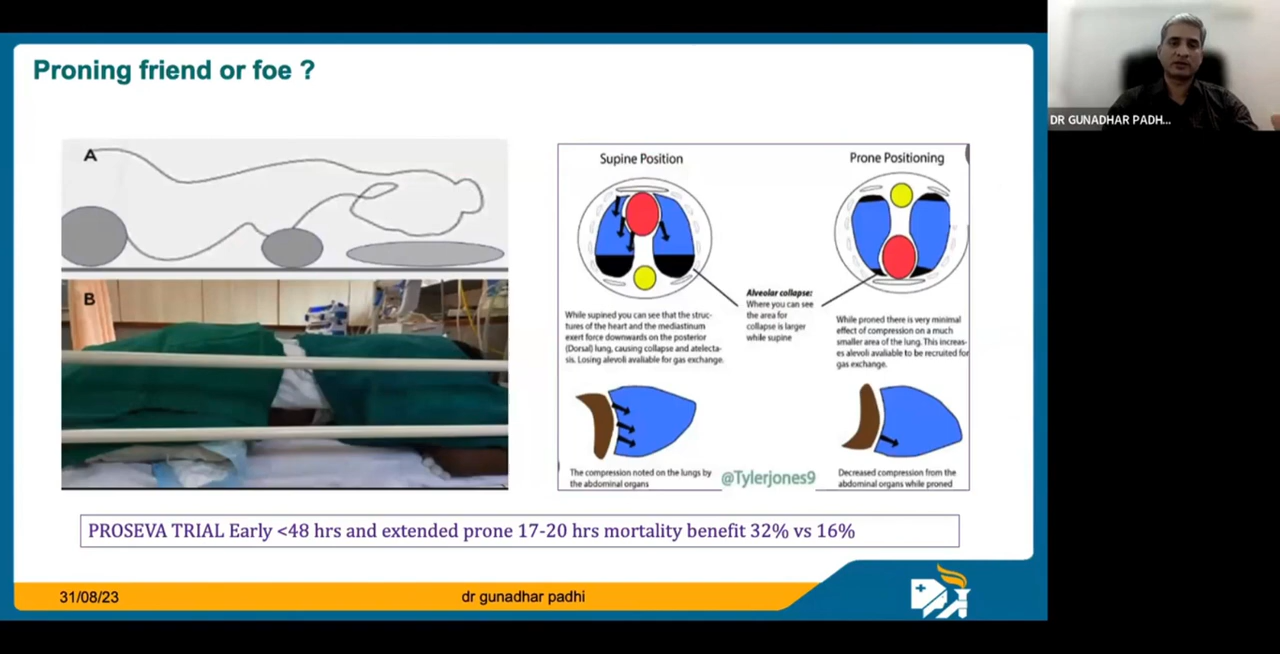 Proning friend or foe ?
A
B
Supine Position
Prone Positioning
Alveolar collapse:
Where you can see
the area for
collapse is larger
while supine
While supined you can see that the struc-
tures of the heart and the mediastinum
exert force downwards on the posterior
(Dorsal) lung, causing collapse and atelecta-
sis. Losing alevoli available for gas exchange.
While proned there is very minimal
effect of compression on a much
smaller area of the lung. This increas-
es alevoli avaliable to be recruited for
gas exchange.
The compression noted on the lungs by
the abdominal organs
@Tylerjones9
Decreased compression from the
abdominal organs while proned
PROSEVA TRIAL Early <48 hrs and extended prone 17-20 hrs mortality benefit 32% vs 16%
31/08/23
dr gunadhar padhi
DR GUNADHAR PADH...